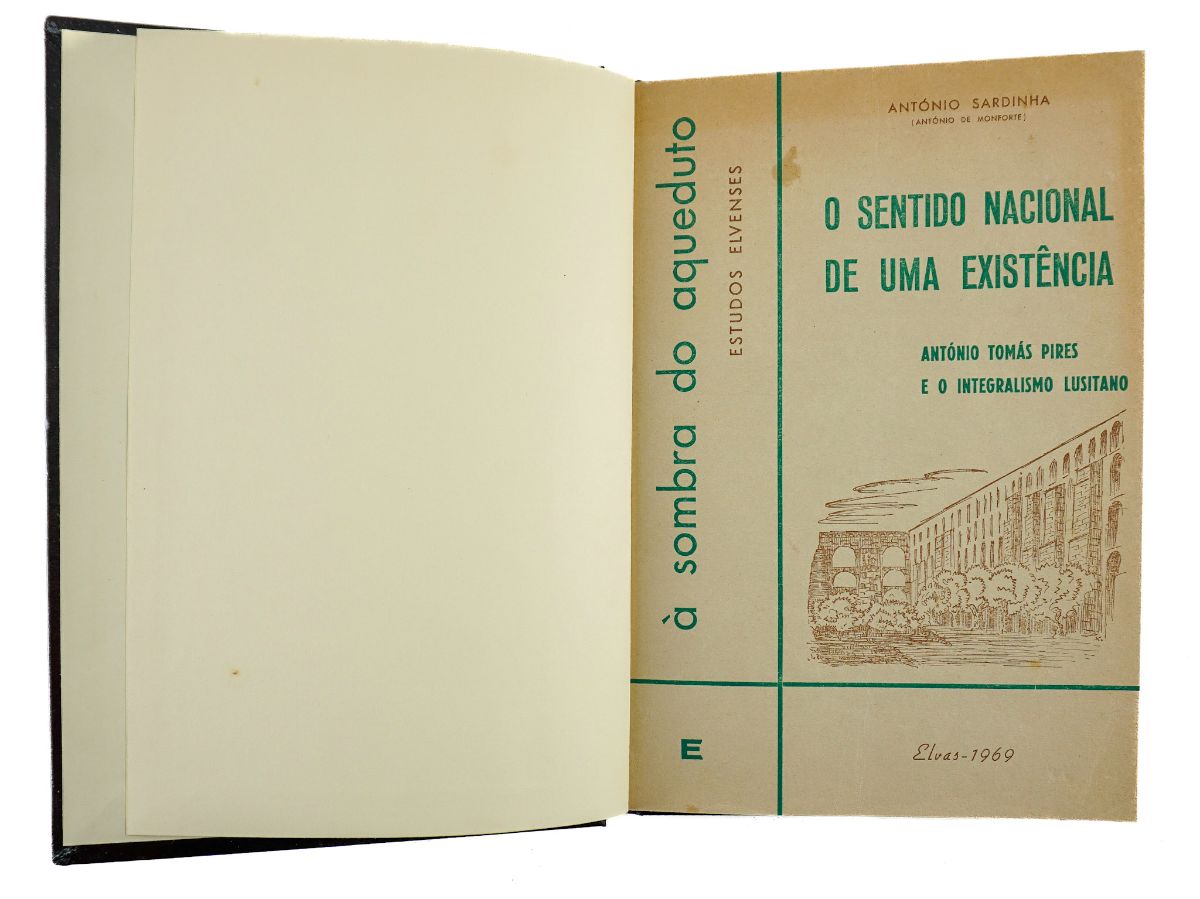 à sombra do aqueduto
ESTUDOS ELVENSES
E
ANTÓNIO SARDINHA
(ANTÓNIO DE MONFORTE)
O SENTIDO NACIONAL
DE UMA EXISTÊNCIA
ANTÓNIO TOMÁS PIRES
E O INTEGRALISMO LUSITANO
Elvas-1969